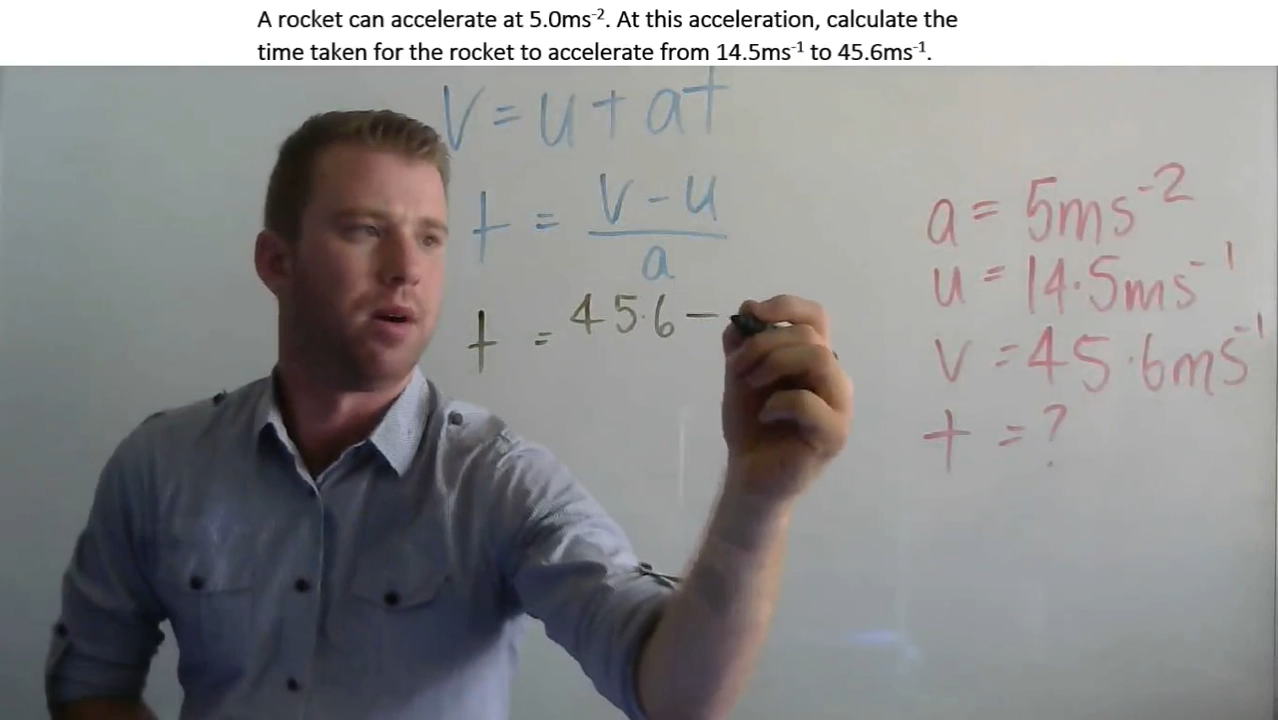 A rocket can accelerate at 5.0ms⁻². At this acceleration, calculate the
time taken for the rocket to accelerate from 14.5ms⁻¹ to 45.6ms⁻¹.
v = u + at
t = v - u
a
t = 45.6 -
a = 5ms⁻²
u = 14.5ms⁻¹
v = 45.6ms⁻¹
t = ?